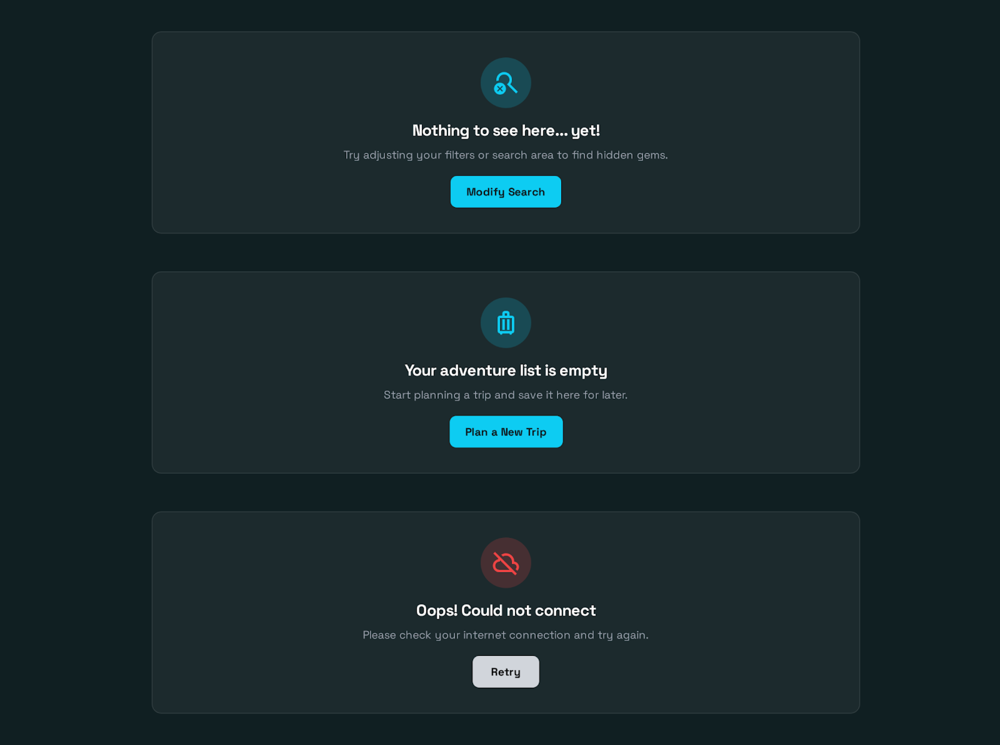 Nothing to see here... yet!
Try adjusting your filters or search area to find hidden gems.
Modify Search
Your adventure list is empty
Start planning a trip and save it here for later.
Plan a New Trip
Oops! Could not connect
Please check your internet connection and try again.
Retry